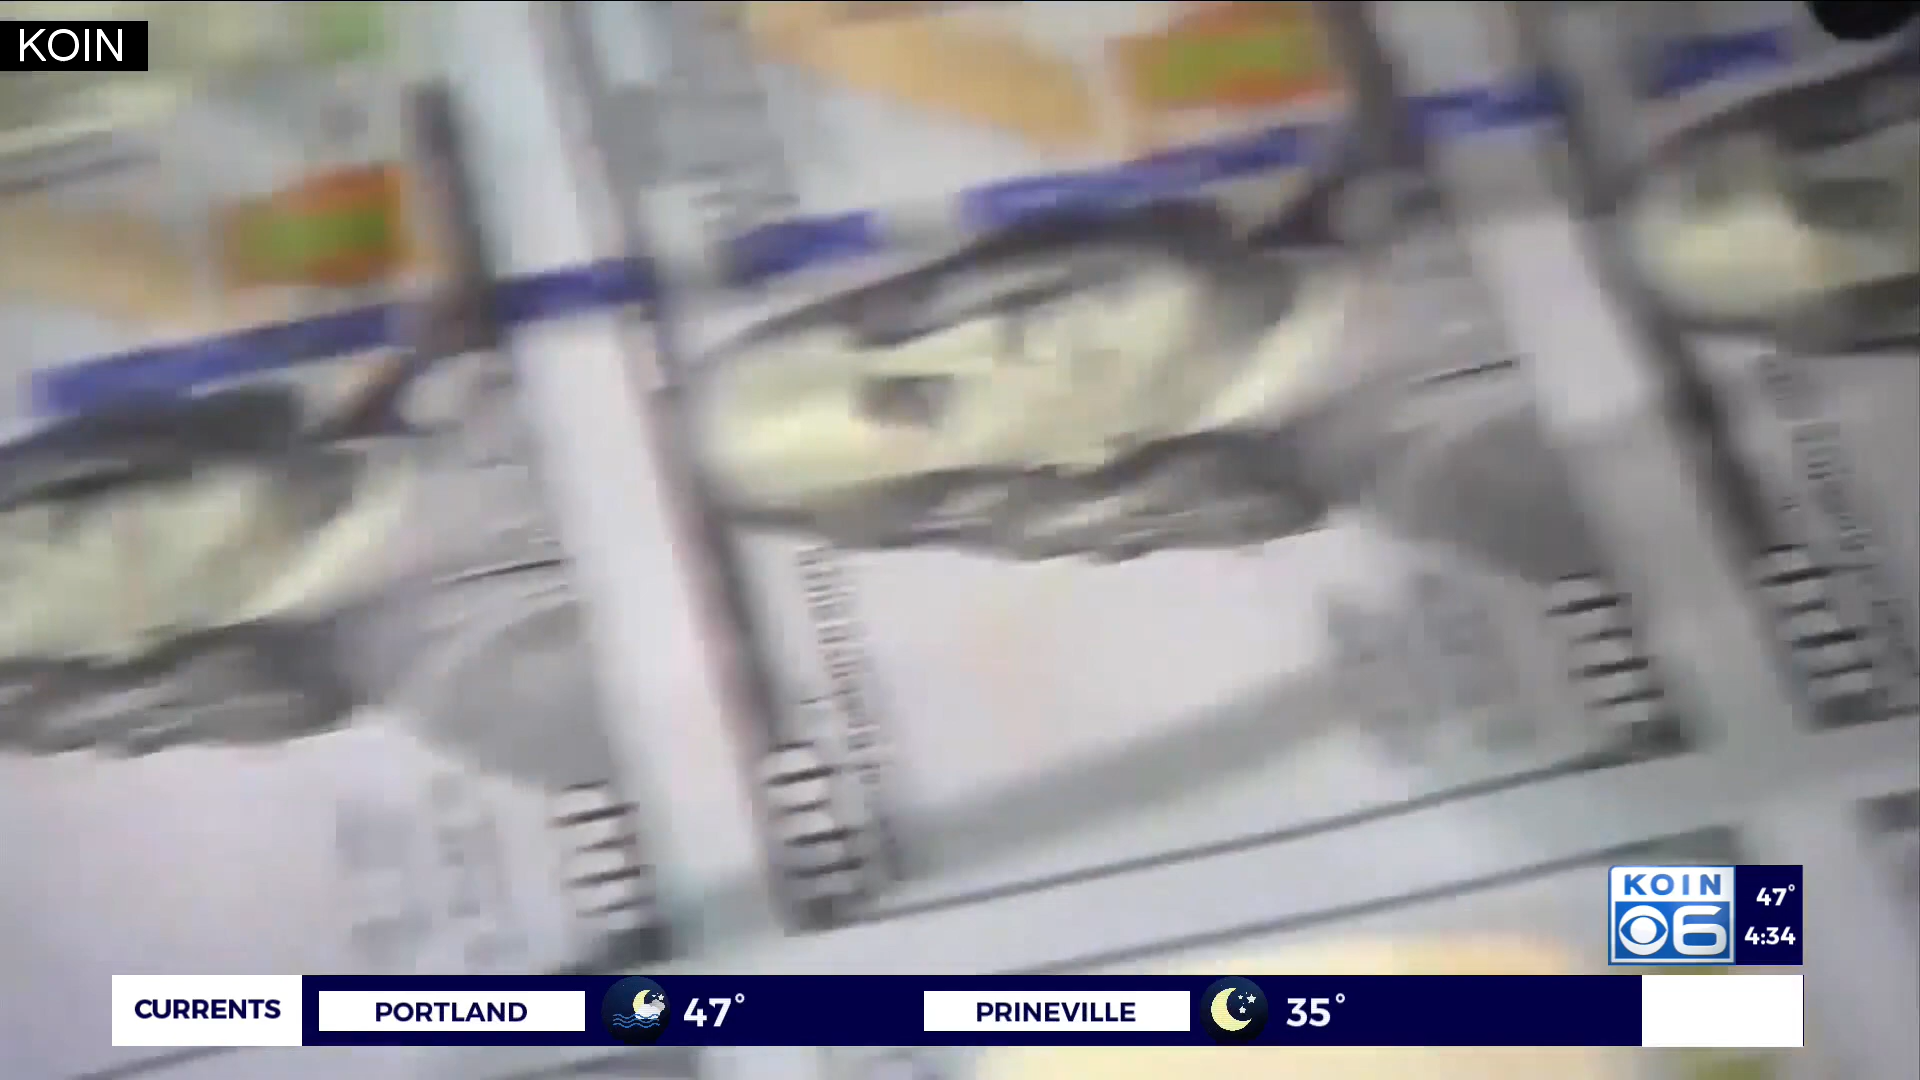 KOIN
KOIN
6
47°
4:34
CURRENTS
PORTLAND
47°
PRINEVILLE
35°